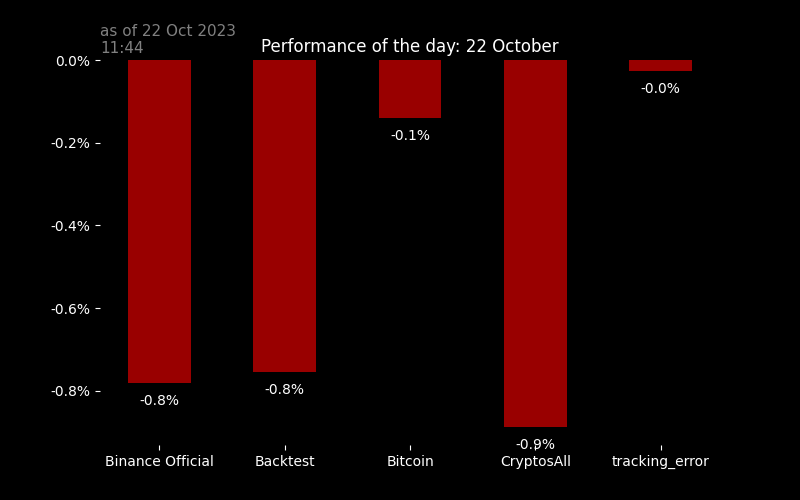 as of 22 Oct 2023
11:44
Performance of the day: 22 October
0.0%
-0.2%
-0.4%
-0.6%
-0.8%
-0.8%
-0.8%
-0.1%
-0.9%
-0.0%
Binance Official
Backtest
Bitcoin
CryptosAll
tracking_error